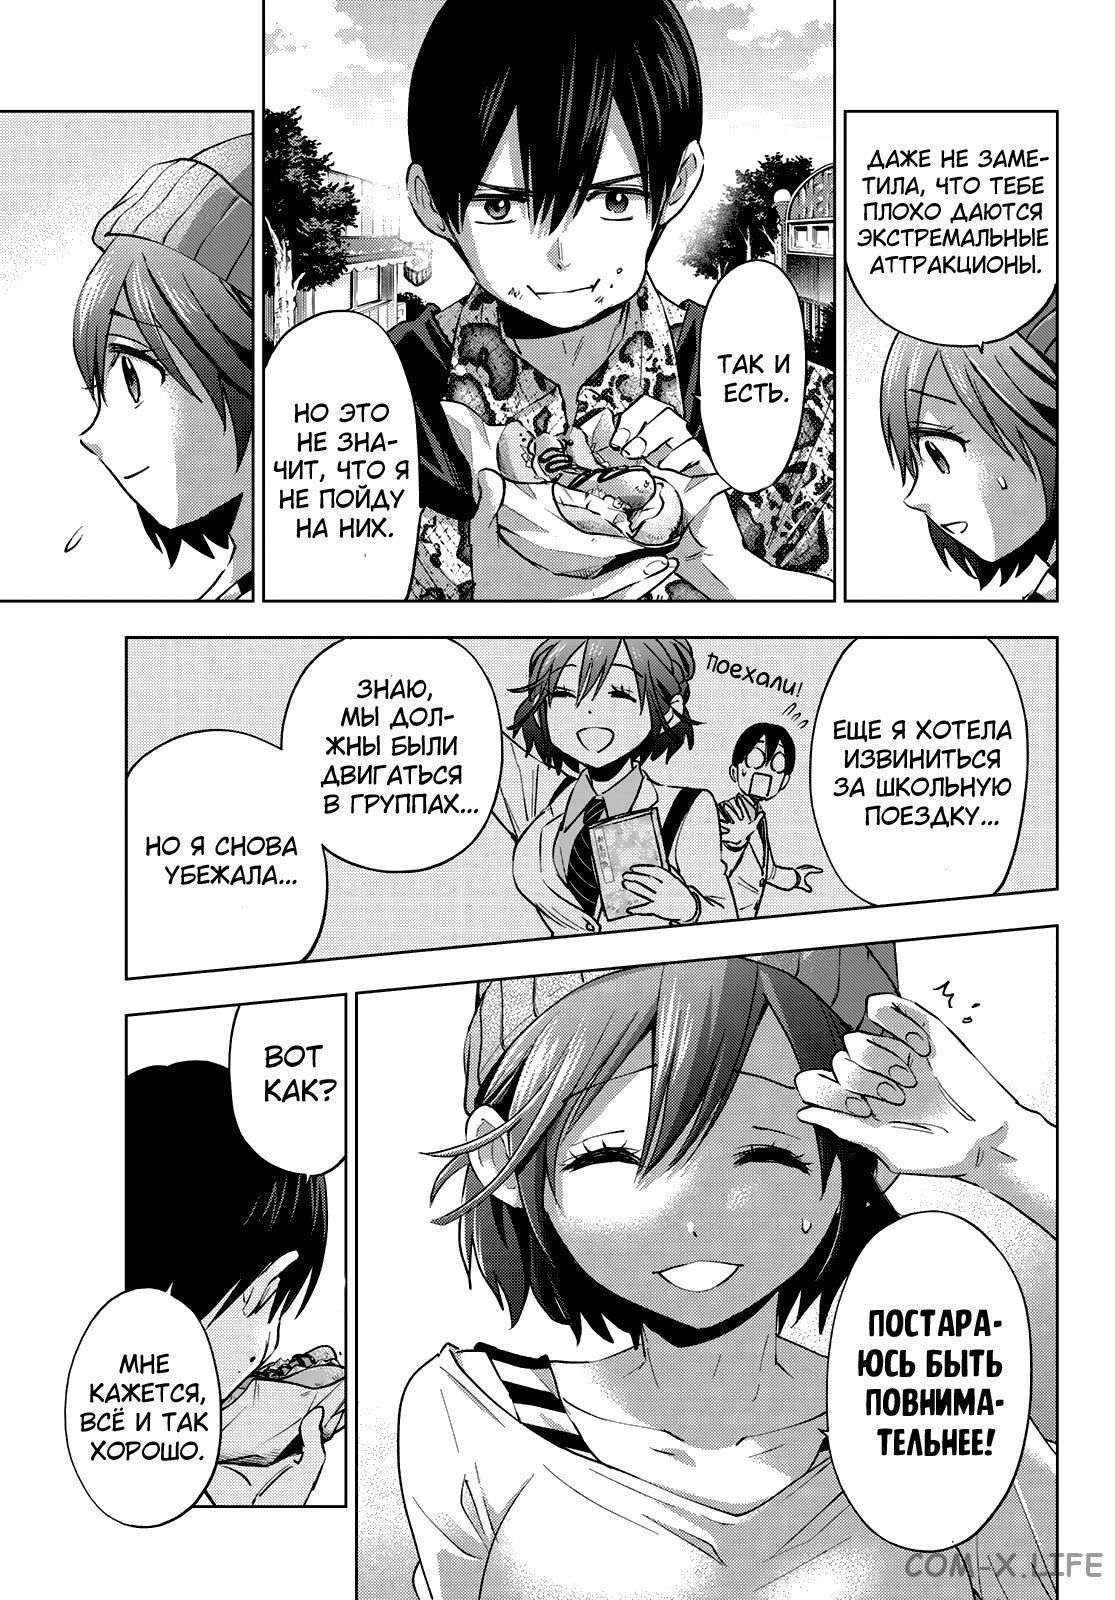 ДАЖЕ НЕ ЗАМЕ-
ТИЛА, ЧТО ТЕБЕ
ПЛОХО ДАЮТСЯ
ЭКСТРЕМАЛЬНЫЕ
АТТРАКЦИОНЫ.
ТАК И
ЕСТЬ.
НО ЭТО
НЕ ЗНА-
ЧИТ, ЧТО Я
НЕ ПОЙДУ
НА НИХ.
ЕЩЕ Я ХОТЕЛА
ИЗВИНИТЬСЯ
ЗА ШКОЛЬНУЮ
ПОЕЗДКУ...
ПОЕХАЛИ!
ЗНАЮ,
МЫ ДОЛ-
ЖНЫ БЫЛИ
ДВИГАТЬСЯ
В ГРУППАХ...
НО Я СНОВА
УБЕЖАЛА...
ПОСТАРА-
ЮСЬ БЫТЬ
ПОВНИМА-
ТЕЛЬНЕЕ!
ВОТ
КАК?
МНЕ
КАЖЕТСЯ,
ВСЁ И ТАК
ХОРОШО.
COM-X.LIFE